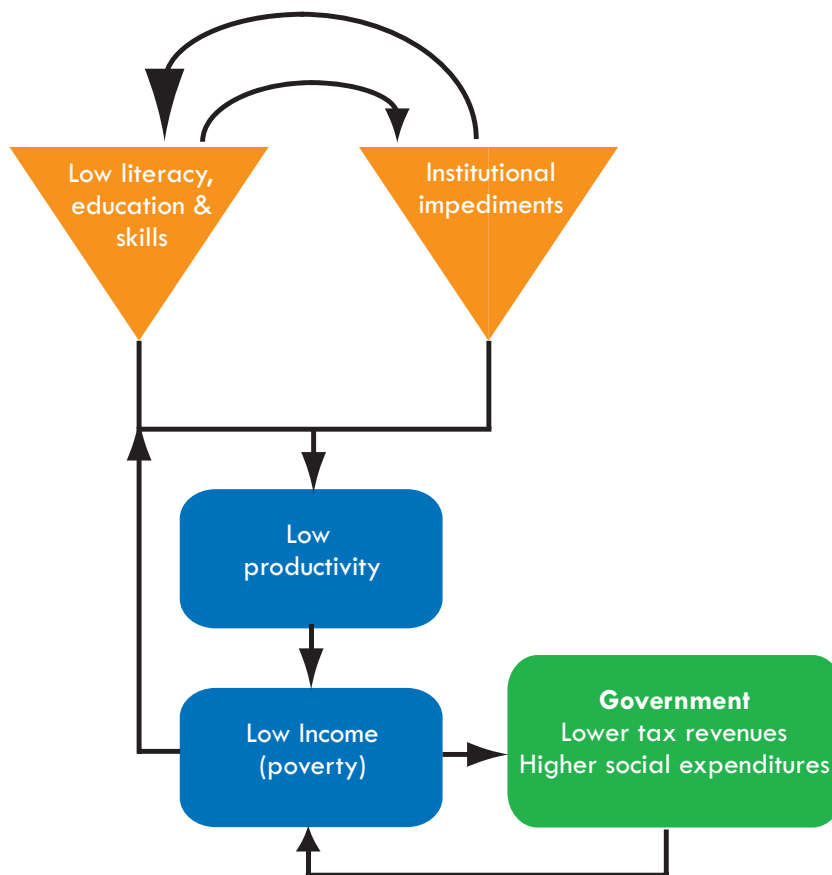 Low literacy,
education &
skills
Institutional
impediments
Low
productivity
Low Income
(poverty)
Government
Lower tax revenues
Higher social expenditures